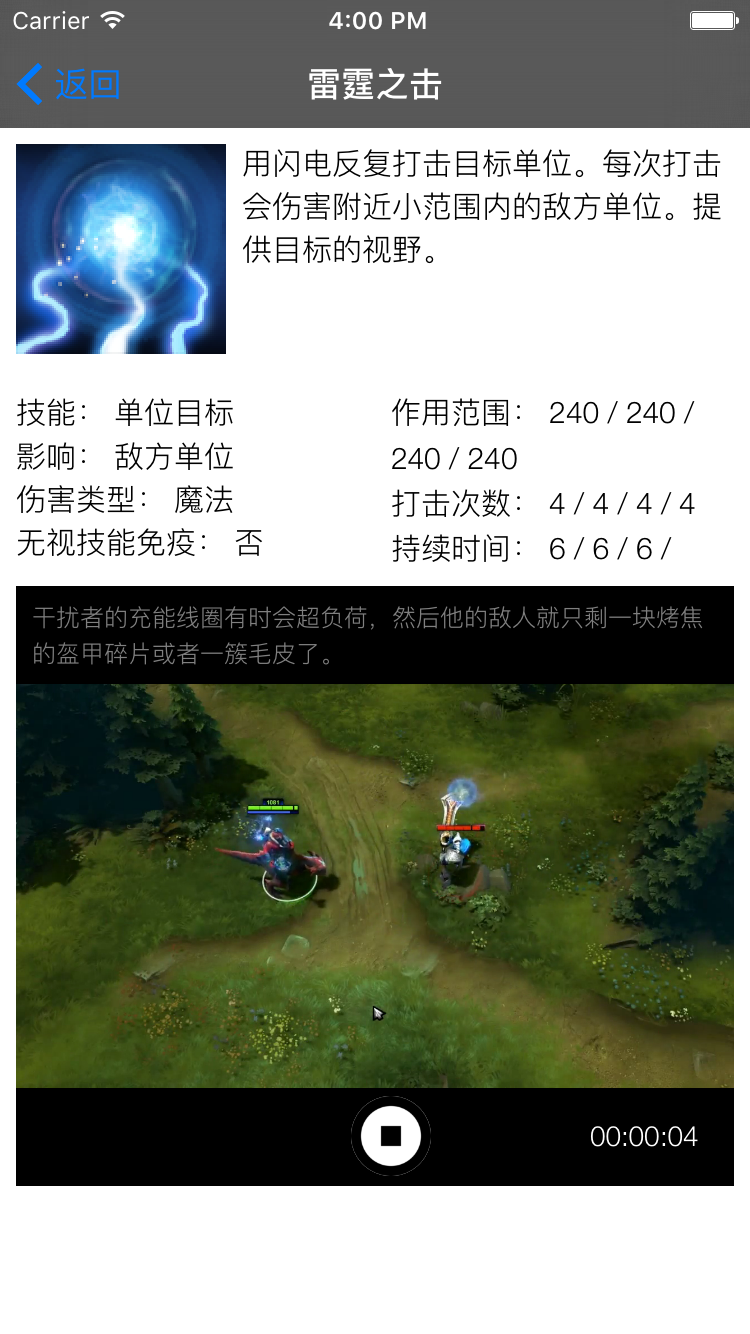 Carrier 4:00 PM
返回 雷霆之击
用闪电反复打击目标单位。每次打击
会伤害附近小范围内的敌方单位。提
供目标的视野。
技能： 单位目标
影响： 敌方单位
伤害类型： 魔法
无视技能免疫： 否
作用范围： 240 / 240 /
240 / 240
打击次数： 4 / 4 / 4 / 4
持续时间： 6 / 6 / 6 /
干扰者的充能线圈有时会超负荷，然后他的敌人就只剩一块烤焦
的盔甲碎片或者一簇毛皮了。
1081
00:00:04